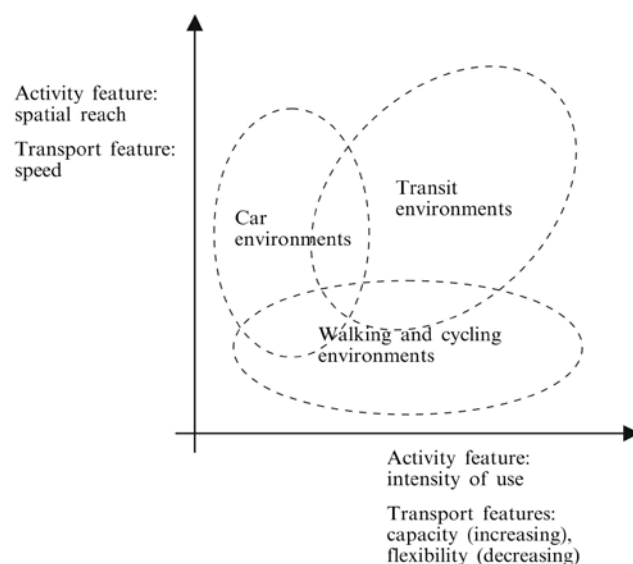 Activity feature:
spatial reach
Transport feature:
speed
Car
environments
Transit
environments
Walking and cycling
environments
Activity feature:
intensity of use
Transport features:
capacity (increasing),
flexibility (decreasing)